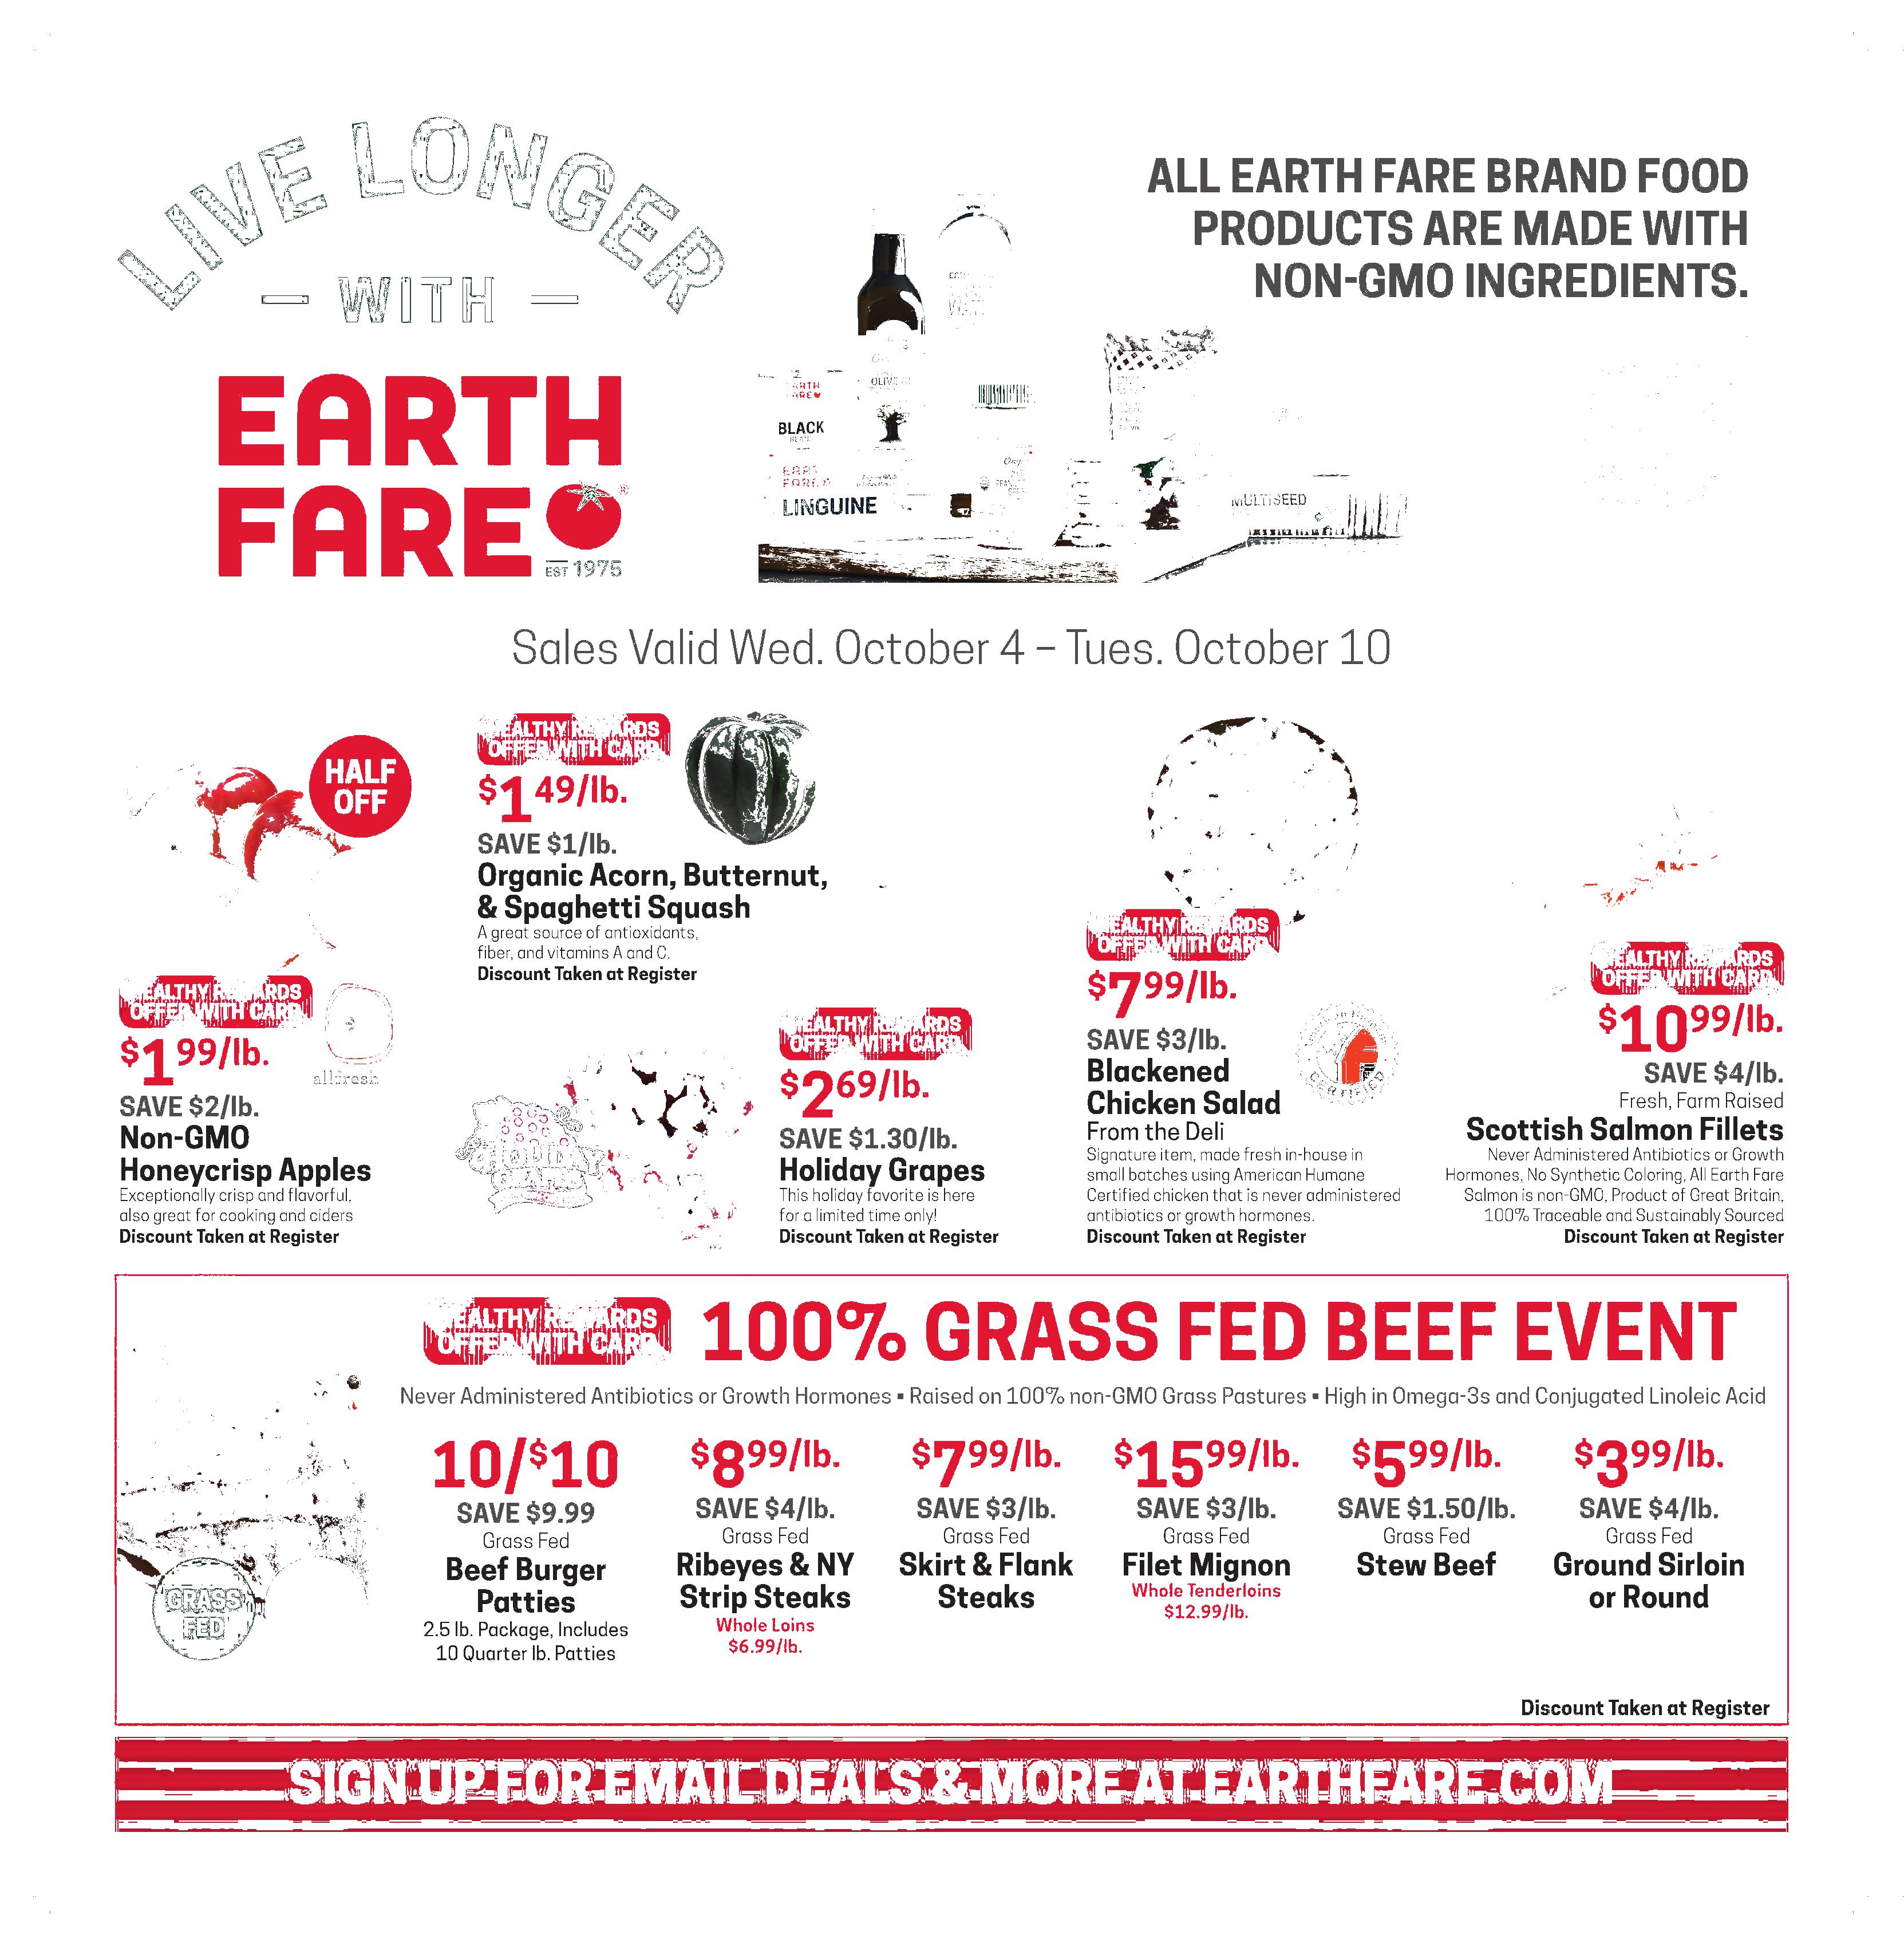 LIVE LONGER
WITH
EARTH
FARE
®
EST 1975
ALL EARTH FARE BRAND FOOD
PRODUCTS ARE MADE WITH
NON-GMO INGREDIENTS.
BLACK
LINGUINE
MULTISEED
Sales Valid Wed. October 4 – Tues. October 10
HALF
OFF
HEALTHY REWARDS
OFFER WITH CARD
$1 99/lb.
allfresh
SAVE $2/lb.
Non-GMO
Honeycrisp Apples
Exceptionally crisp and flavorful,
also great for cooking and ciders
Discount Taken at Register
HEALTHY REWARDS
OFFER WITH CARD
$1 49/lb.
SAVE $1/lb.
Organic Acorn, Butternut,
& Spaghetti Squash
A great source of antioxidants,
fiber, and vitamins A and C.
Discount Taken at Register
HOLIDAY
HEALTHY REWARDS
OFFER WITH CARD
$2 69/lb.
SAVE $1.30/lb.
Holiday Grapes
This holiday favorite is here
for a limited time only!
Discount Taken at Register
HEALTHY REWARDS
OFFER WITH CARD
$7 99/lb.
SAVE $3/lb.
Blackened
Chicken Salad
From the Deli
Signature item, made fresh in-house in
small batches using American Humane
Certified chicken that is never administered
antibiotics or growth hormones.
Discount Taken at Register
CERTIFIED
HEALTHY REWARDS
OFFER WITH CARD
$10 99/lb.
SAVE $4/lb.
Fresh, Farm Raised
Scottish Salmon Fillets
Never Administered Antibiotics or Growth
Hormones, No Synthetic Coloring, All Earth Fare
Salmon is non-GMO, Product of Great Britain,
100% Traceable and Sustainably Sourced
Discount Taken at Register
HEALTHY REWARDS
OFFER WITH CARD
100% GRASS FED BEEF EVENT
Never Administered Antibiotics or Growth Hormones ▪ Raised on 100% non-GMO Grass Pastures ▪ High in Omega-3s and Conjugated Linoleic Acid
GRASS
FED
10/$10
SAVE $9.99
Grass Fed
Beef Burger
Patties
2.5 lb. Package, Includes
10 Quarter lb. Patties
$8 99/lb.
SAVE $4/lb.
Grass Fed
Ribeyes & NY
Strip Steaks
Whole Loins
$6.99/lb.
$7 99/lb.
SAVE $3/lb.
Grass Fed
Skirt & Flank
Steaks
$15 99/lb.
SAVE $3/lb.
Grass Fed
Filet Mignon
Whole Tenderloins
$12.99/lb.
$5 99/lb.
SAVE $1.50/lb.
Grass Fed
Stew Beef
$3 99/lb.
SAVE $4/lb.
Grass Fed
Ground Sirloin
or Round
Discount Taken at Register
SIGN UP FOR EMAIL DEALS & MORE AT EARTHFARE.COM